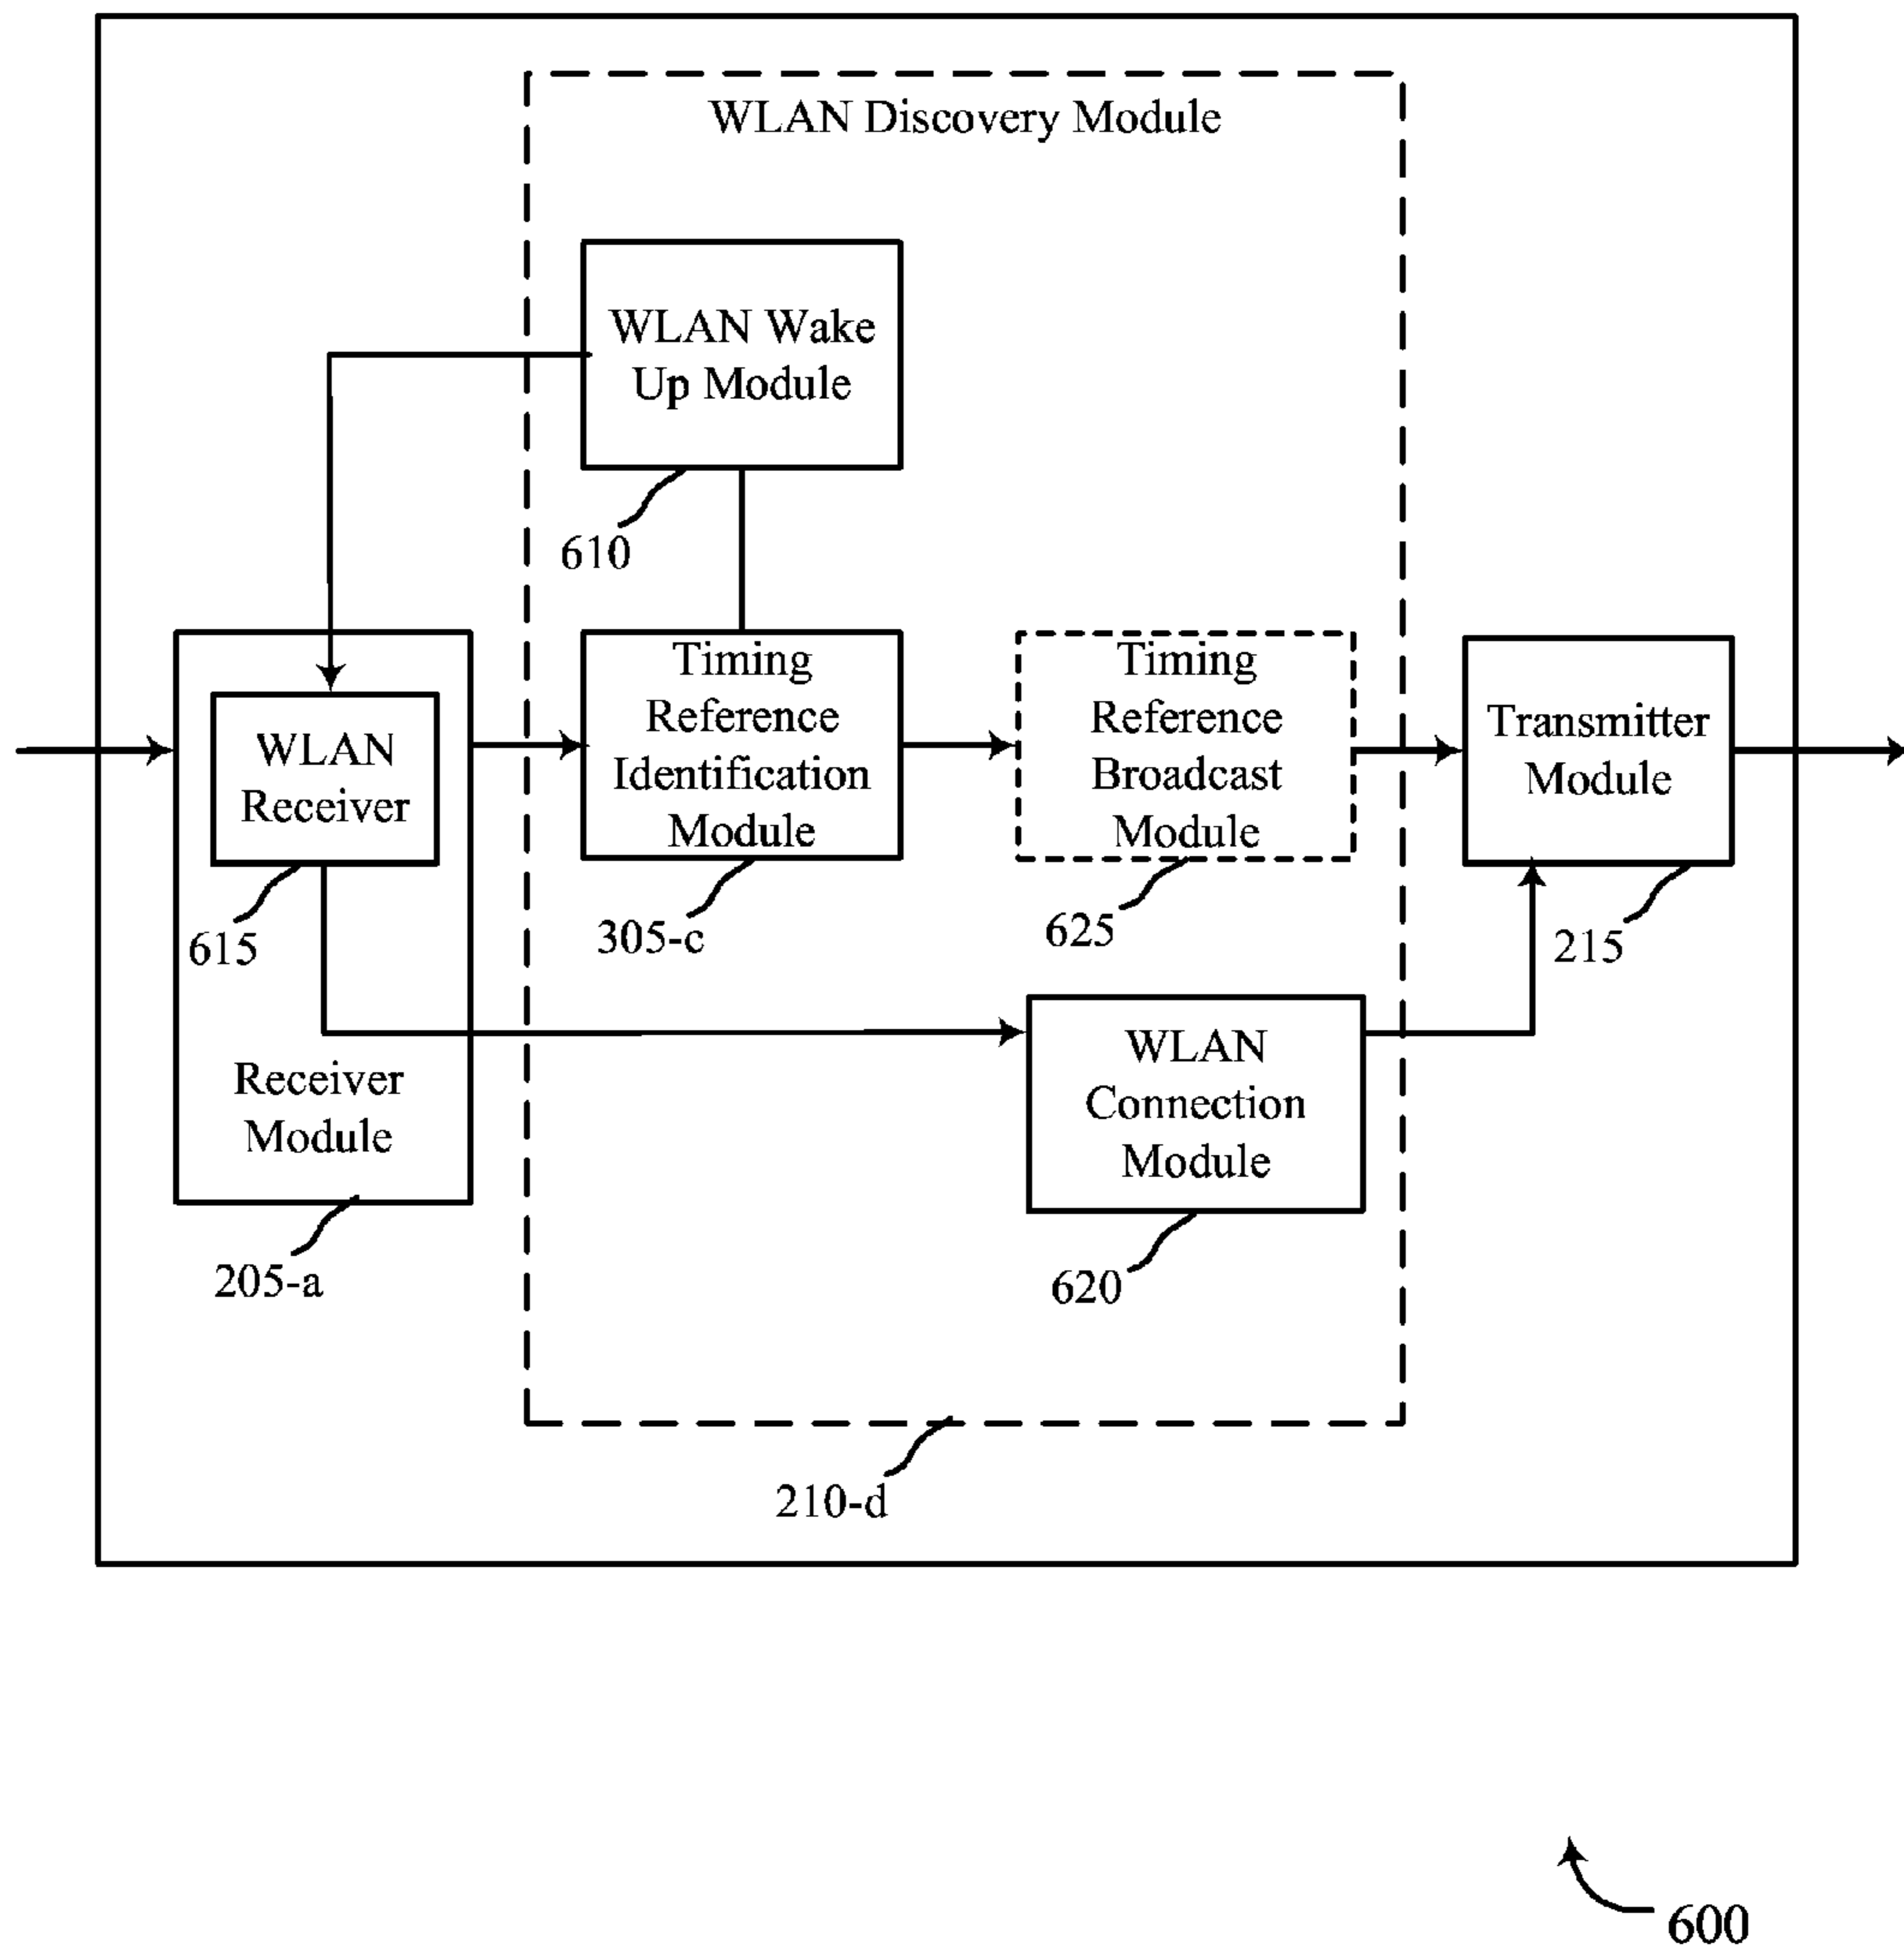 WLAN Discovery Module
WLAN Wake
Up Module
610
WLAN
Receiver
615
Timing
Reference
Identification
Module
305-c
Timing
Reference
Broadcast
Module
625
Transmitter
Module
215
Receiver
Module
205-a
WLAN
Connection
Module
620
210-d
600